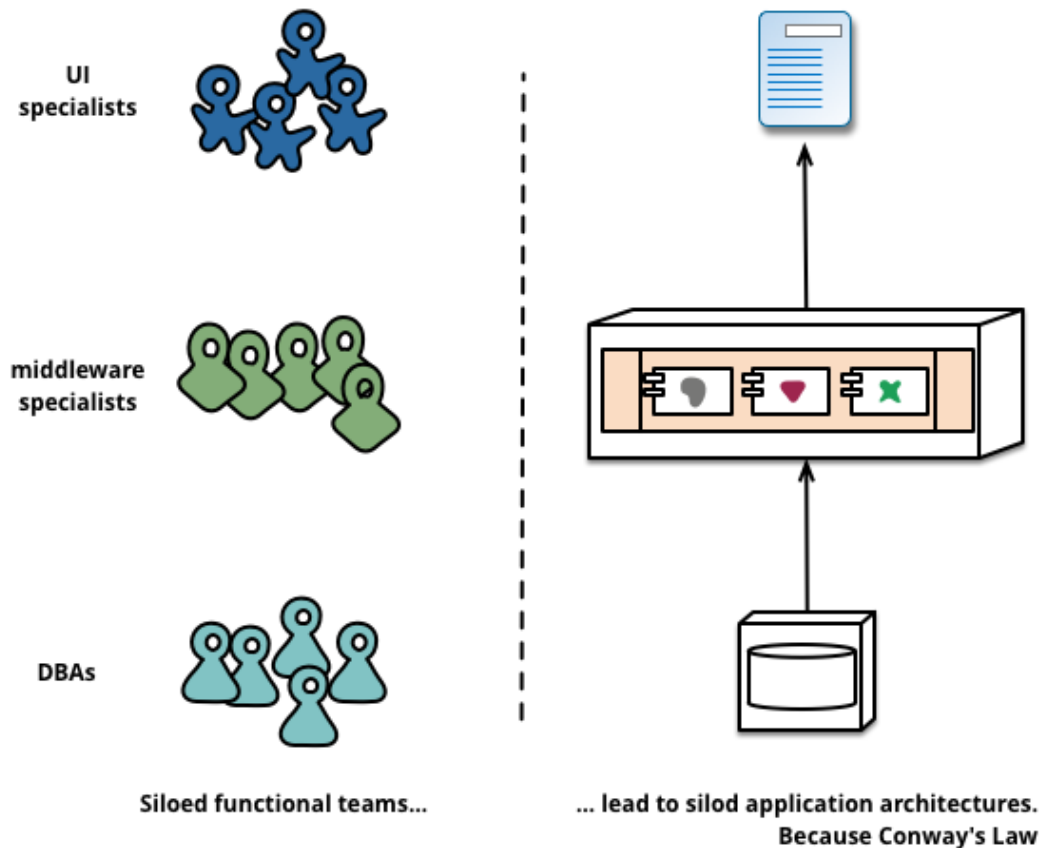 UI
specialists
middleware
specialists
DBAs
Siloed functional teams...
... lead to silod application architectures.
Because Conway's Law